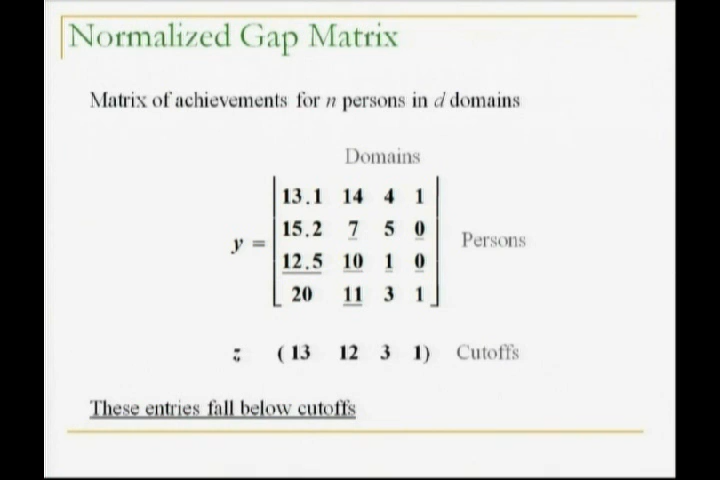 Normalized Gap Matrix
Matrix of achievements for n persons in d domains
Domains
13.1 14 4 1
15.2 7 5 0
y =
Persons
12.5 10 1 0
20 11 3 1
z ( 13 12 3 1) Cutoffs
These entries fall below cutoffs